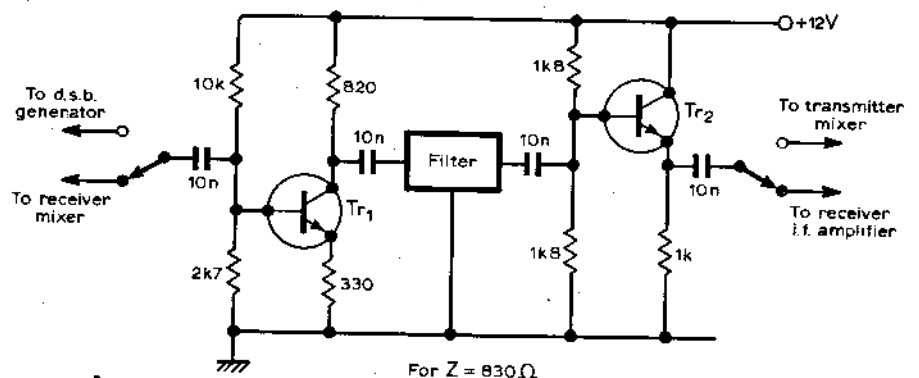 +12V
10k
820
1k8
To d.s.b.
generator
10n
To receiver
mixer
10n
Filter
10n
Tr1
Tr2
To transmitter
mixer
10n
To receiver
i.f. amplifier
2k7
330
1k8
1k
For Z = 830Ω